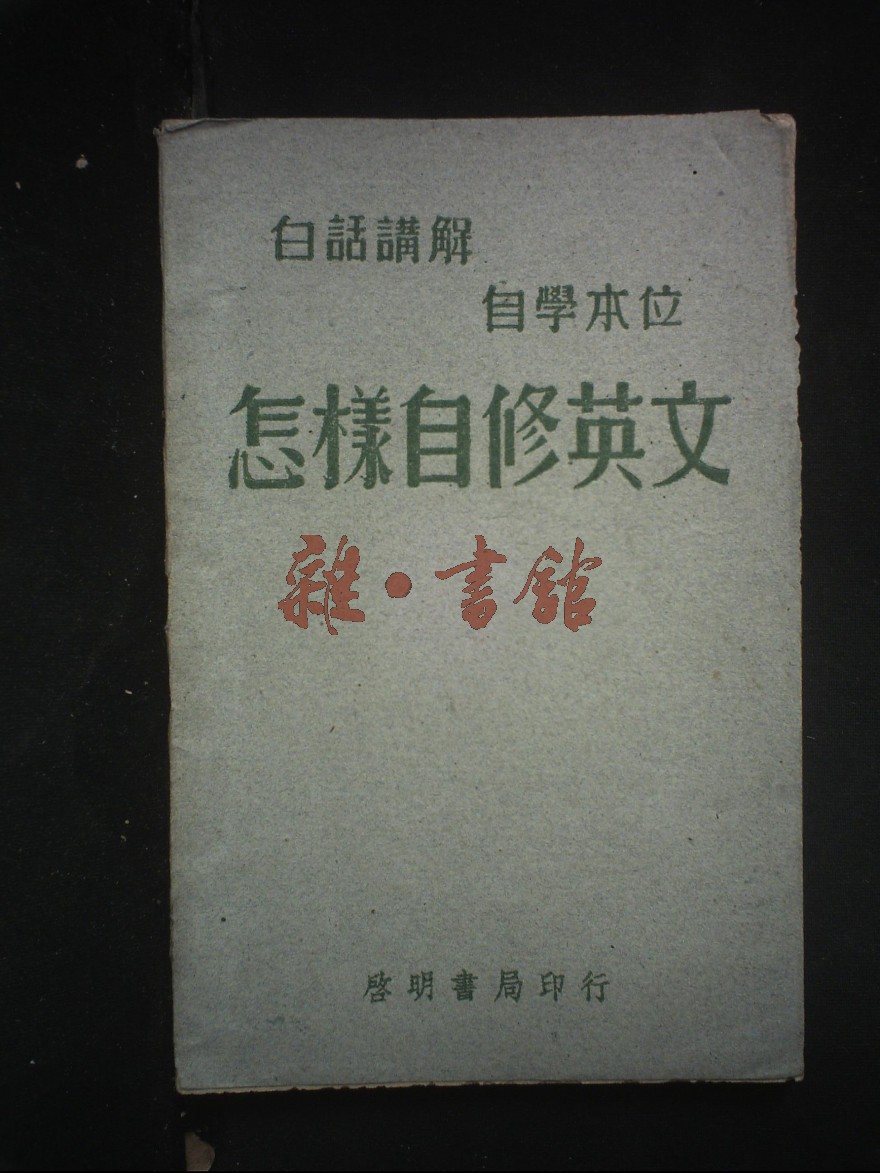 白話講解
自學本位
怎樣自修英文
雜·書館
啓明書局印行